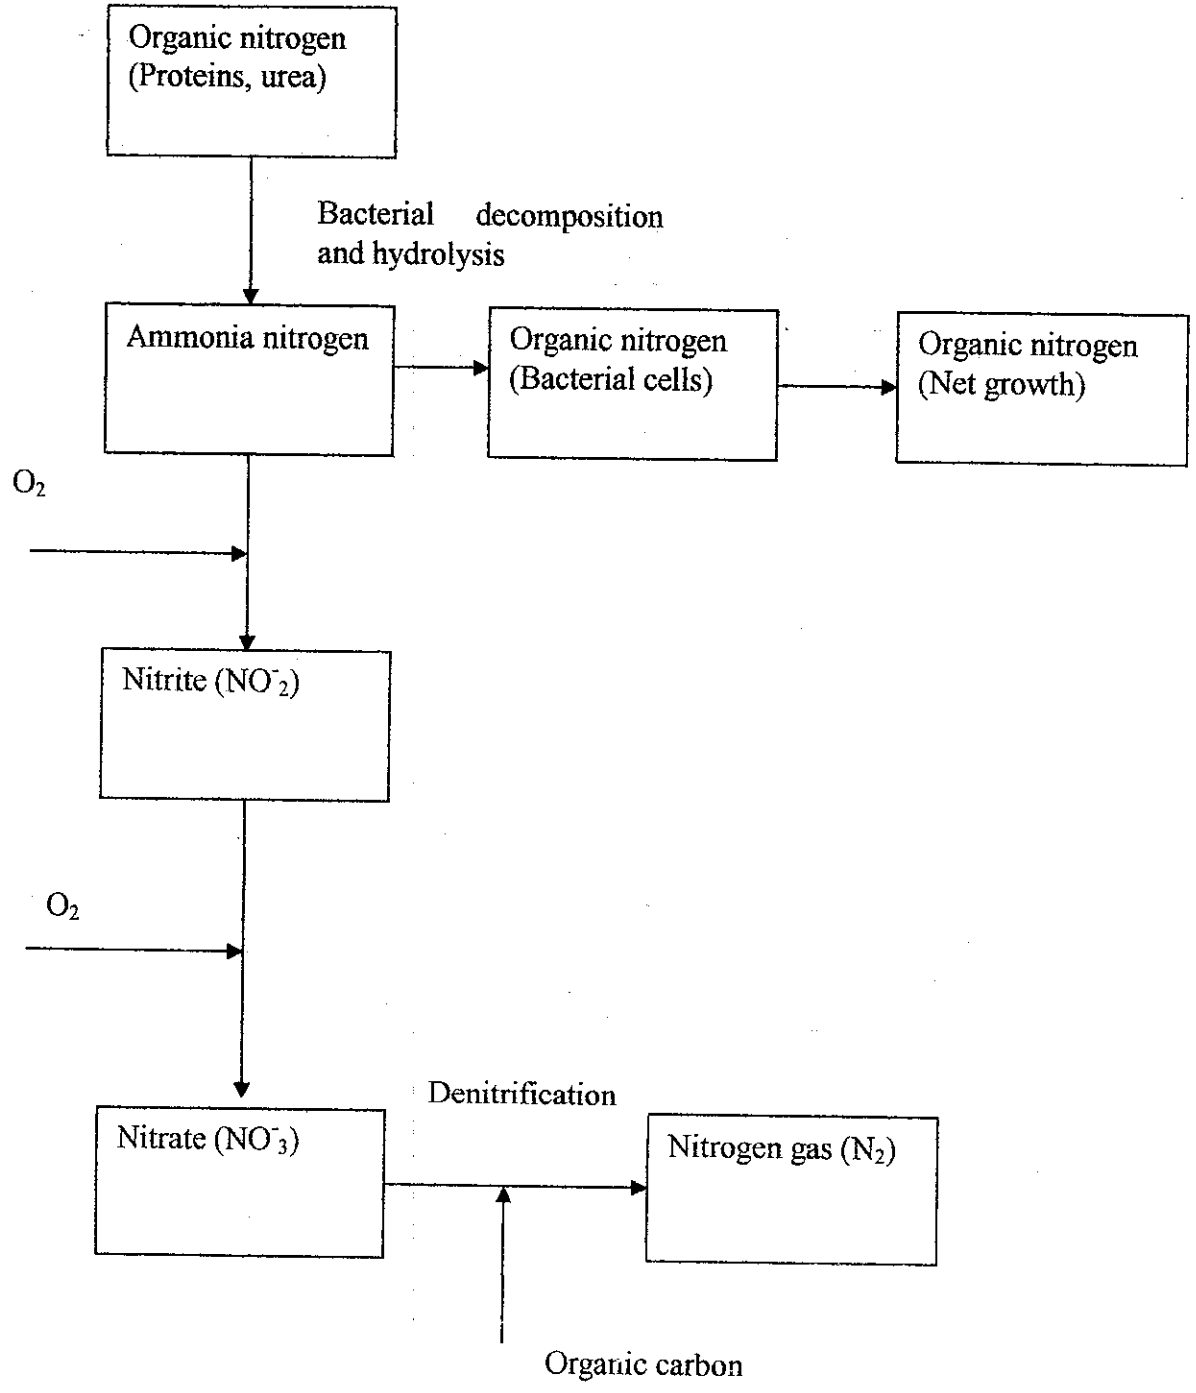 Organic nitrogen
(Proteins, urea)
Bacterial decomposition
and hydrolysis
Ammonia nitrogen
Organic nitrogen
(Bacterial cells)
Organic nitrogen
(Net growth)
O₂
Nitrite (NO⁻₂)
O₂
Denitrification
Nitrate (NO⁻₃)
Nitrogen gas (N₂)
Organic carbon